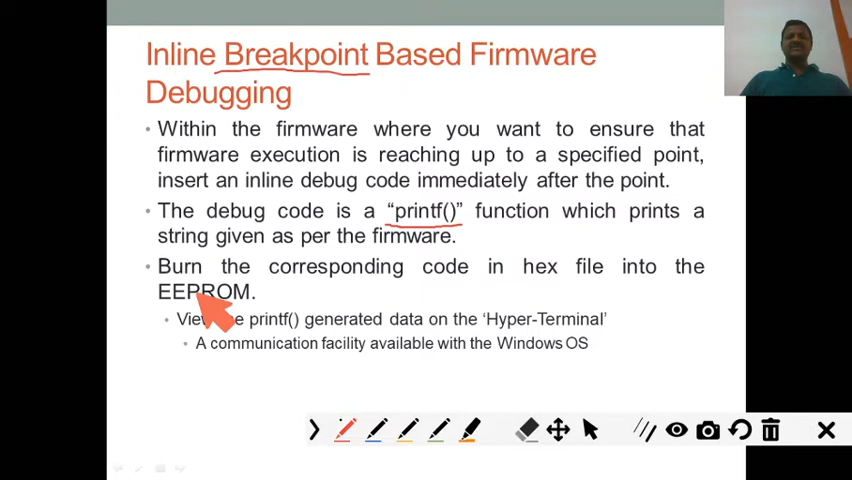 Inline Breakpoint Based Firmware
Debugging
• Within the firmware where you want to ensure that
firmware execution is reaching up to a specified point,
insert an inline debug code immediately after the point.
• The debug code is a “printf()” function which prints a
string given as per the firmware.
• Burn the corresponding code in hex file into the
EEPROM.
• printf() generated data on the ‘Hyper-Terminal’
• A communication facility available with the Windows OS